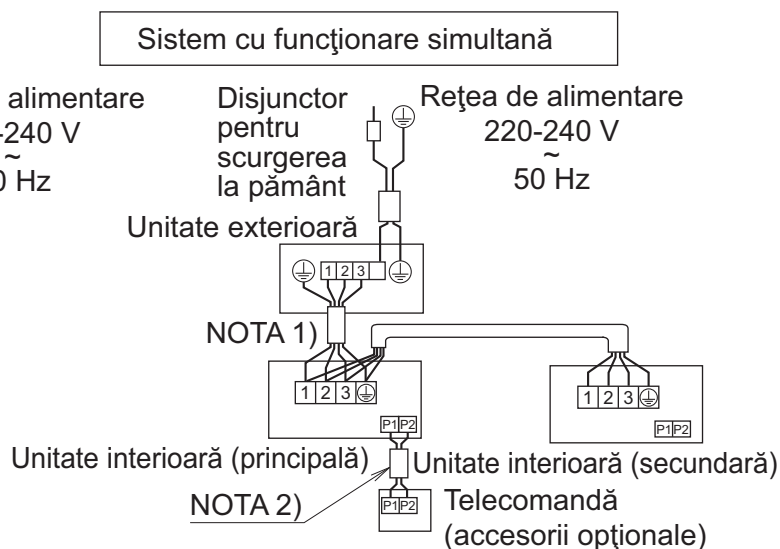 Sistem cu funcţionare simultană
alimentare
-240 V
~
Hz
Disjunctor
pentru
scurgerea
la pământ
Reţea de alimentare
220-240 V
~
50 Hz
Unitate exterioară
1 2 3
NOTA 1)
1 2 3
P1 P2
1 2 3
P1 P2
Unitate interioară (principală)
Unitate interioară (secundară)
NOTA 2)
P1 P2
Telecomandă
(accesorii opţionale)